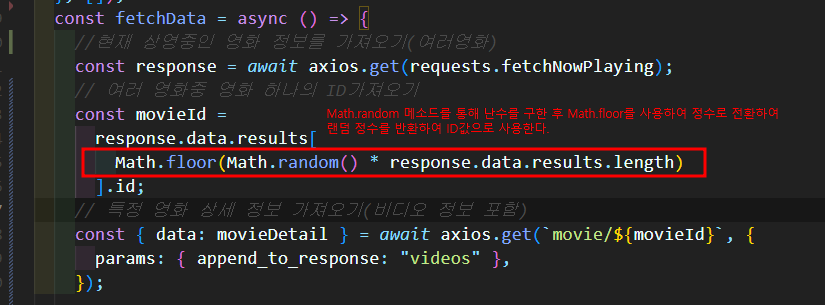 }, []);
const fetchData = async () => {
//현재 상영중인 영화 정보를 가져오기(여러영화)
const response = await axios.get(requests.fetchNowPlaying);
// 여러 영화중 영화 하나의 ID가져오기
const movieId =
Math.random 메소드를 통해 난수를 구한 후 Math.floor를 사용하여 정수로 전환하여
랜덤 정수를 반환하여 ID값으로 사용한다.
response.data.results[
Math.floor(Math.random() * response.data.results.length)
].id;
// 특정 영화 상세 정보 가져오기(비디오 정보 포함)
const { data: movieDetail } = await axios.get(`movie/${movieId}`, {
params: { append_to_response: "videos" },
});